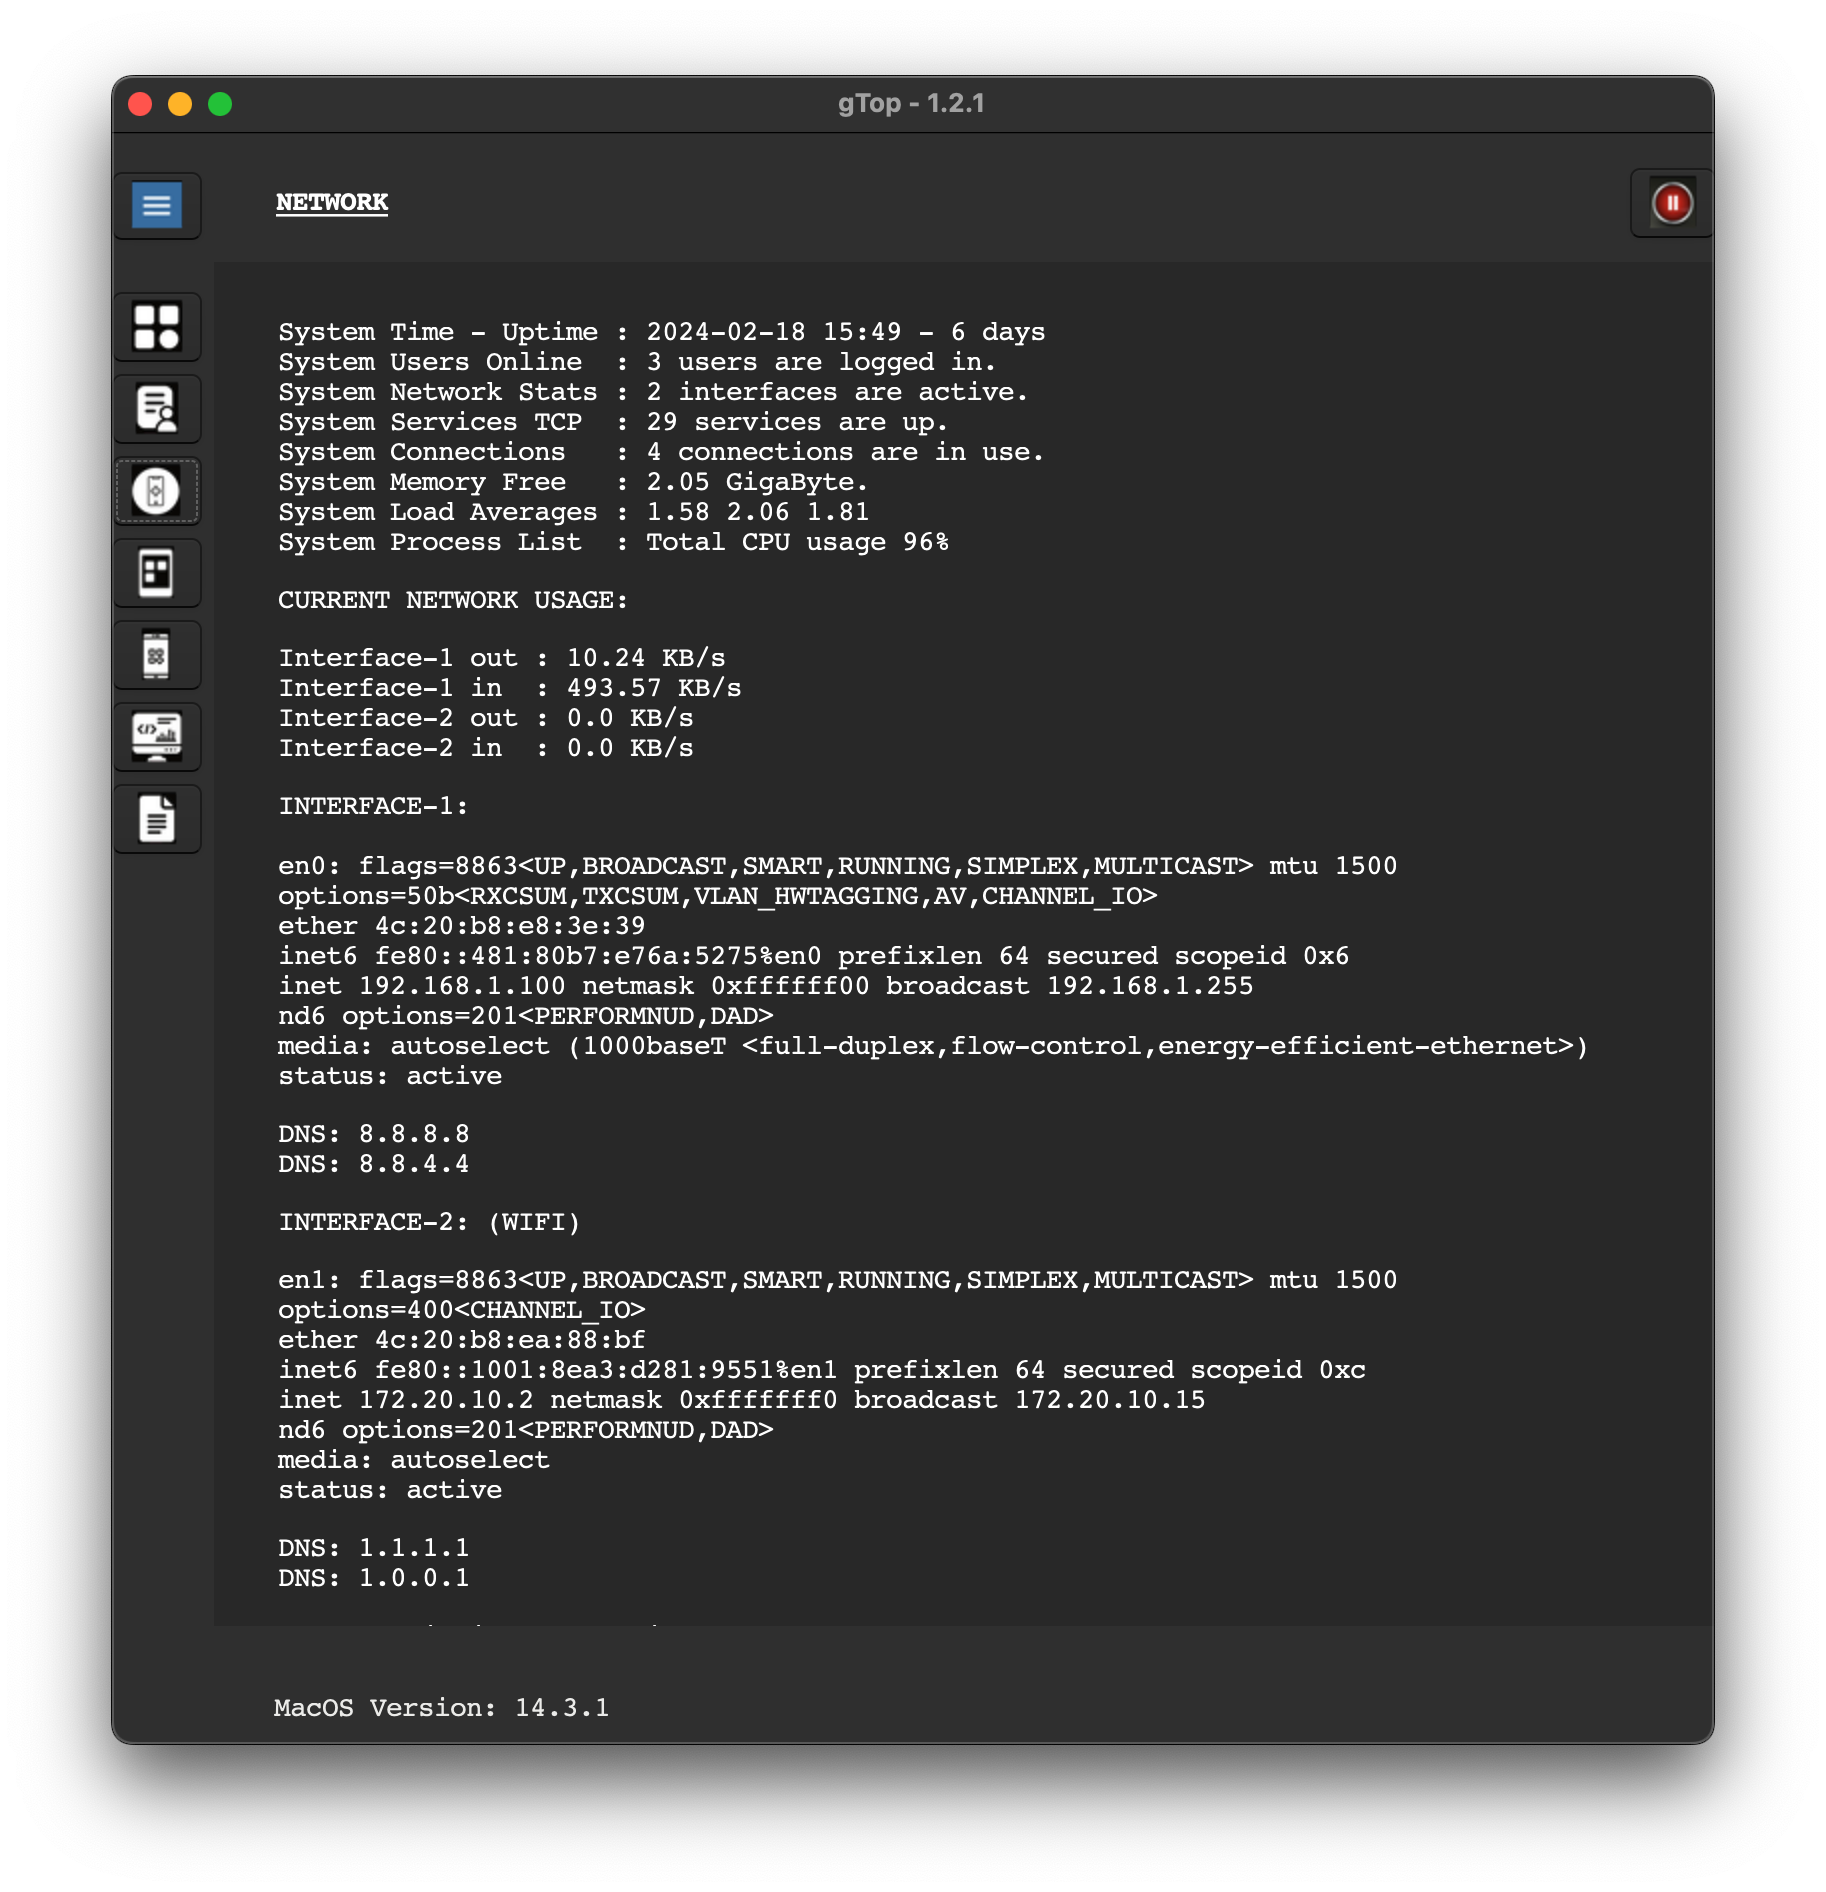 gTop - 1.2.1
NETWORK
System Time - Uptime : 2024-02-18 15:49 - 6 days
System Users Online  : 3 users are logged in.
System Network Stats : 2 interfaces are active.
System Services TCP  : 29 services are up.
System Connections   : 4 connections are in use.
System Memory Free   : 2.05 GigaByte.
System Load Averages : 1.58 2.06 1.81
System Process List  : Total CPU usage 96%
CURRENT NETWORK USAGE:
Interface-1 out : 10.24 KB/s
Interface-1 in  : 493.57 KB/s
Interface-2 out : 0.0 KB/s
Interface-2 in  : 0.0 KB/s
INTERFACE-1:
en0: flags=8863<UP,BROADCAST,SMART,RUNNING,SIMPLEX,MULTICAST> mtu 1500
options=50b<RXCSUM,TXCSUM,VLAN_HWTAGGING,AV,CHANNEL_IO>
ether 4c:20:b8:e8:3e:39
inet6 fe80::481:80b7:e76a:5275%en0 prefixlen 64 secured scopeid 0x6
inet 192.168.1.100 netmask 0xffffff00 broadcast 192.168.1.255
nd6 options=201<PERFORMNUD,DAD>
media: autoselect (1000baseT <full-duplex,flow-control,energy-efficient-ethernet>)
status: active
DNS: 8.8.8.8
DNS: 8.8.4.4
INTERFACE-2: (WIFI)
en1: flags=8863<UP,BROADCAST,SMART,RUNNING,SIMPLEX,MULTICAST> mtu 1500
options=400<CHANNEL_IO>
ether 4c:20:b8:ea:88:bf
inet6 fe80::1001:8ea3:d281:9551%en1 prefixlen 64 secured scopeid 0xc
inet 172.20.10.2 netmask 0xfffffff0 broadcast 172.20.10.15
nd6 options=201<PERFORMNUD,DAD>
media: autoselect
status: active
DNS: 1.1.1.1
DNS: 1.0.0.1
MacOS Version: 14.3.1